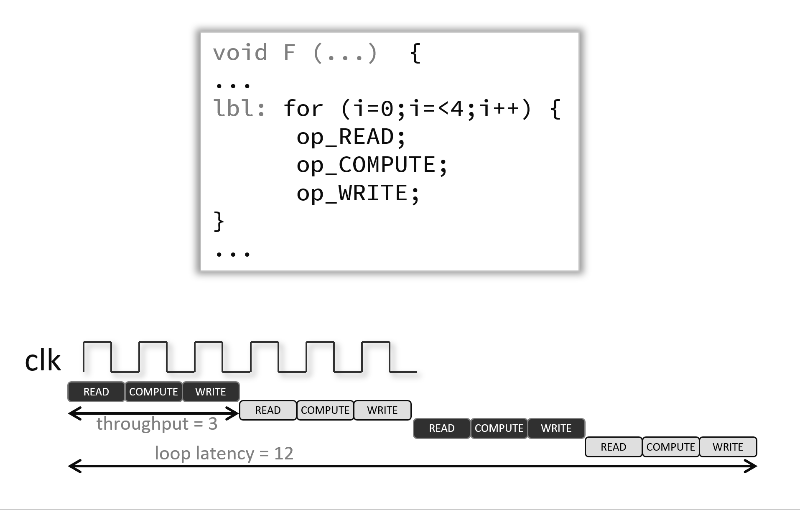 void F (...) {
...
lbl: for (i=0;i=<4;i++) {
op_READ;
op_COMPUTE;
op_WRITE;
}
...
clk
READ COMPUTE WRITE
READ COMPUTE WRITE
throughput = 3
READ COMPUTE WRITE
READ COMPUTE WRITE
loop latency = 12